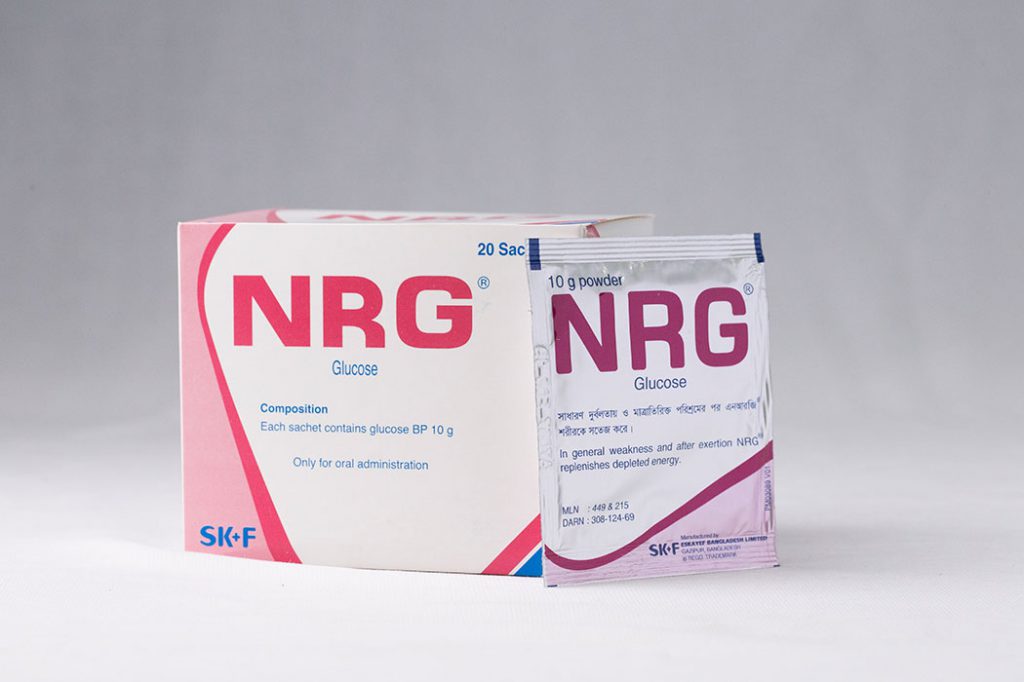 20 Sac
NRG®
Glucose
Composition
Each sachet contains glucose BP 10 g
Only for oral administration
SK+F
10 g powder
NRG®
Glucose
সাধারণ দুর্বলতায় ও মাত্রাতিরিক্ত পরিশ্রমের পর এনআরজি®
শরীরকে সতেজ করে।
In general weakness and after exertion NRG®
replenishes depleted energy.
MLN : 449 & 215
DARN : 308-124-69
SK+F
Manufactured by
ESKAYEF BANGLADESH LIMITED
GAZIPUR, BANGLADESH
® REGD. TRADEMARK
NRG